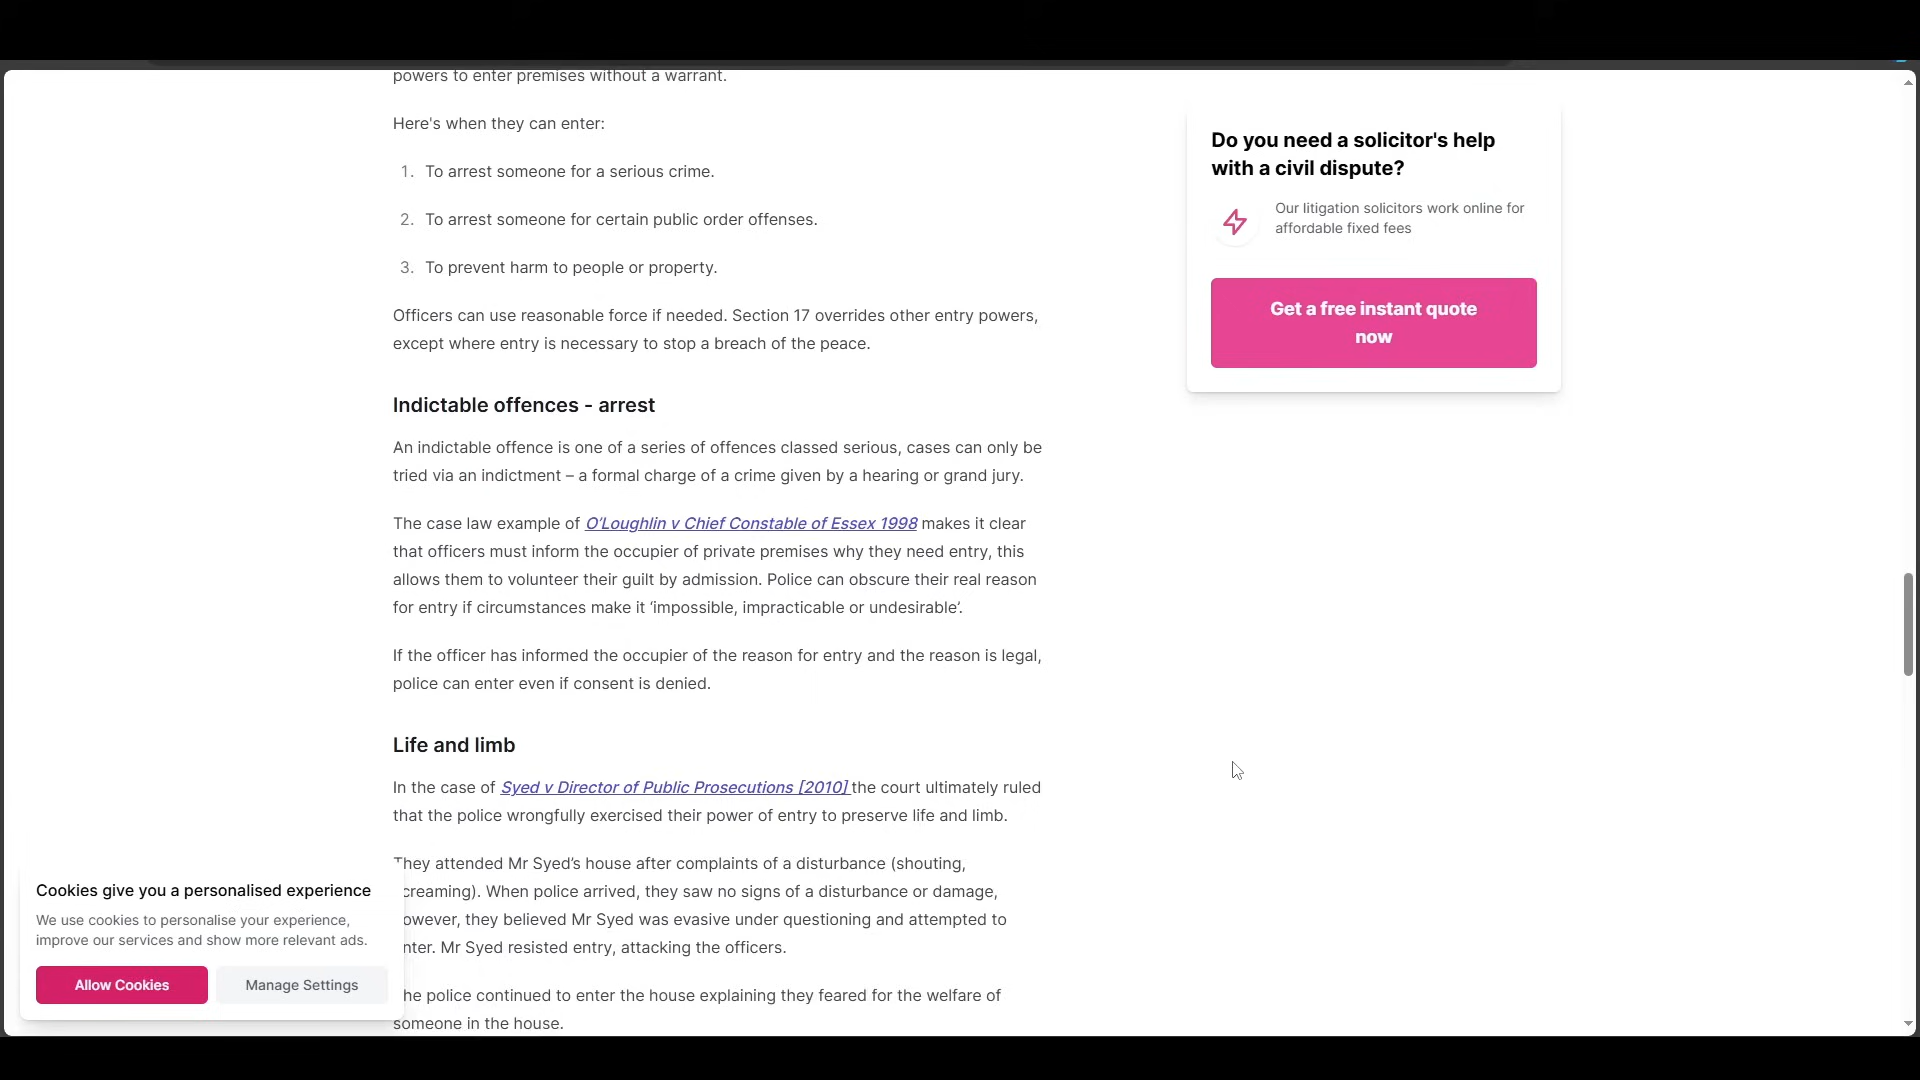 powers to enter premises without a warrant.
Here's when they can enter:
1. To arrest someone for a serious crime.
2. To arrest someone for certain public order offenses.
3. To prevent harm to people or property.
Officers can use reasonable force if needed. Section 17 overrides other entry powers,
except where entry is necessary to stop a breach of the peace.
Indictable offences - arrest
An indictable offence is one of a series of offences classed serious, cases can only be
tried via an indictment – a formal charge of a crime given by a hearing or grand jury.
The case law example of O’Loughlin v Chief Constable of Essex 1998 makes it clear
that officers must inform the occupier of private premises why they need entry, this
allows them to volunteer their guilt by admission. Police can obscure their real reason
for entry if circumstances make it ‘impossible, impracticable or undesirable’.
If the officer has informed the occupier of the reason for entry and the reason is legal,
police can enter even if consent is denied.
Life and limb
In the case of Syed v Director of Public Prosecutions [2010] the court ultimately ruled
that the police wrongfully exercised their power of entry to preserve life and limb.
They attended Mr Syed’s house after complaints of a disturbance (shouting,
creaming). When police arrived, they saw no signs of a disturbance or damage,
owever, they believed Mr Syed was evasive under questioning and attempted to
nter. Mr Syed resisted entry, attacking the officers.
he police continued to enter the house explaining they feared for the welfare of
someone in the house.
Do you need a solicitor's help
with a civil dispute?
Our litigation solicitors work online for
affordable fixed fees
Get a free instant quote
now
Cookies give you a personalised experience
We use cookies to personalise your experience,
improve our services and show more relevant ads.
Allow Cookies
Manage Settings